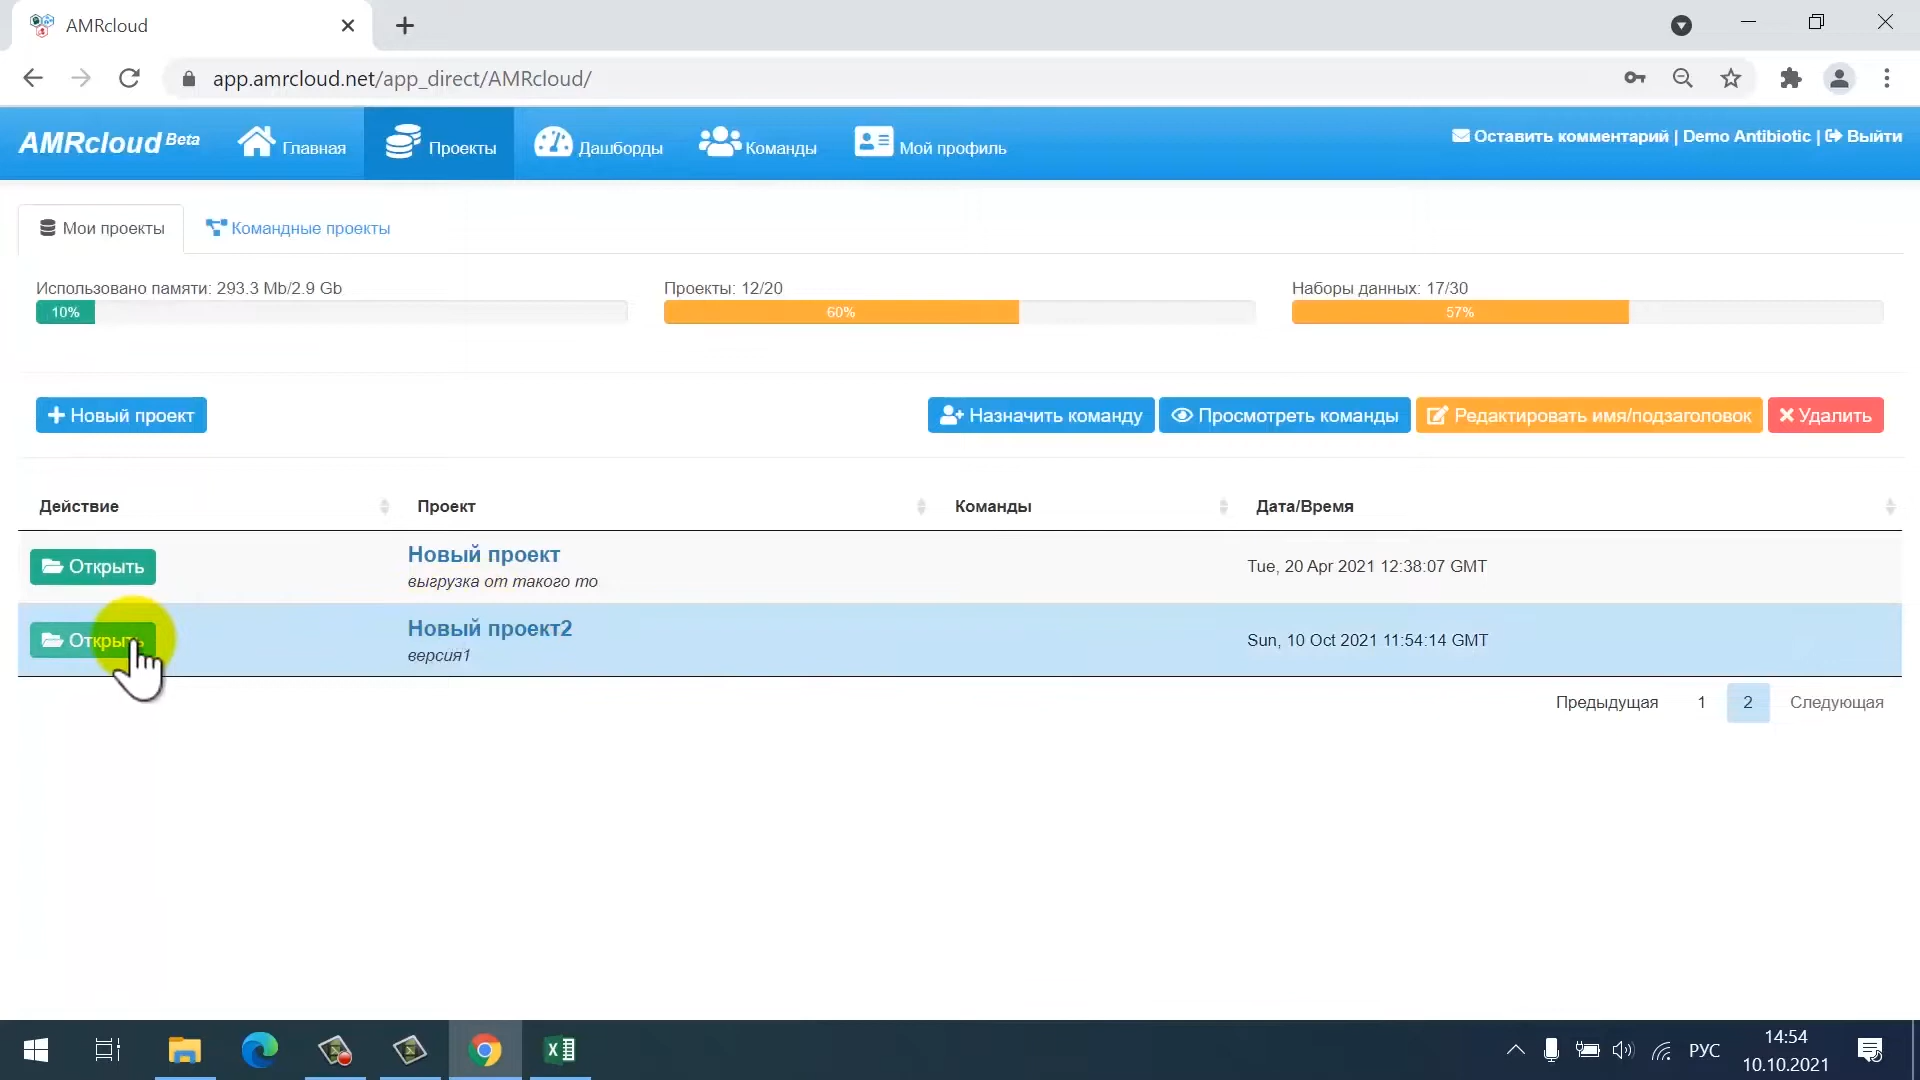 AMRcloud
app.amrcloud.net/app_direct/AMRcloud/
AMRcloud Beta
Главная
Проекты
Дашборды
Команды
Мой профиль
Оставить комментарий | Demo Antibiotic | Выйти
Мои проекты
Командные проекты
Использовано памяти: 293.3 Mb/2.9 Gb
10%
Проекты: 12/20
60%
Наборы данных: 17/30
57%
Новый проект
Назначить команду
Просмотреть команды
Редактировать имя/подзаголовок
Удалить
Действие
Проект
Команды
Дата/Время
Открыть
Новый проект
выгрузка от такого то
Tue, 20 Apr 2021 12:38:07 GMT
Открыть
Новый проект2
версия1
Sun, 10 Oct 2021 11:54:14 GMT
Предыдущая
1
2
Следующая
РУС
14:54
10.10.2021